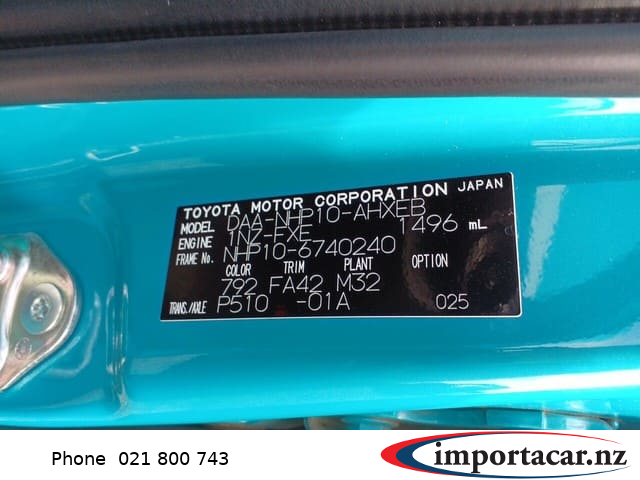 TOYOTA MOTOR CORPORATION JAPAN
MODEL DAA-NHP10-AHXEB
ENGINE 1NZ-FXE 1496 mL
FRAME No. NHP10-6740240
COLOR TRIM PLANT OPTION
792 FA42 M32
TRANS./AXLE P510 -01A 025
Phone 021 800 743
importacar.nz